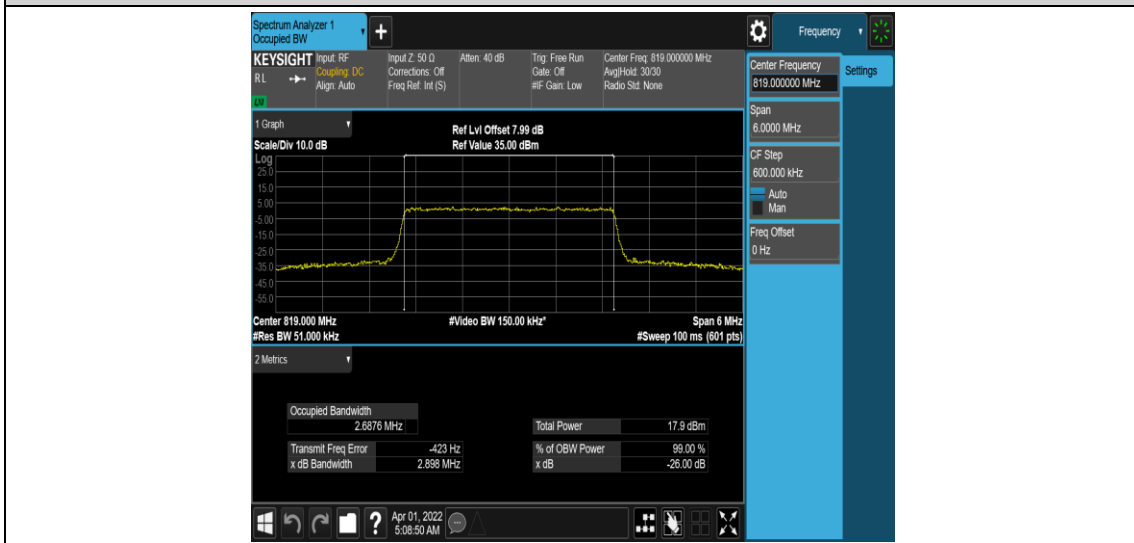 Spectrum Analyzer 1
Occupied BW
+
Frequency
KEYSIGHT
RL
LXI
Input: RF
Coupling: DC
Align: Auto
Input Z: 50 Ω
Corrections: Off
Freq Ref: Int (S)
Atten: 40 dB
Trig: Free Run
Gate: Off
#IF Gain: Low
Center Freq: 819.000000 MHz
Avg|Hold: 30/30
Radio Std: None
Center Frequency
819.000000 MHz
Settings
Span
6.0000 MHz
CF Step
600.000 kHz
Auto
Man
Freq Offset
0 Hz
1 Graph
Ref Lvl Offset 7.99 dB
Scale/Div 10.0 dB
Ref Value 35.00 dBm
Log
25.0
15.0
5.00
-5.00
-15.0
-25.0
-35.0
-45.0
-55.0
Center 819.000 MHz
#Video BW 150.00 kHz*
Span 6 MHz
#Res BW 51.000 kHz
#Sweep 100 ms (601 pts)
2 Metrics
Occupied Bandwidth
2.6876 MHz
Total Power 17.9 dBm
Transmit Freq Error -423 Hz
% of OBW Power 99.00 %
x dB Bandwidth 2.898 MHz
x dB -26.00 dB
?
Apr 01, 2022
5:08:50 AM